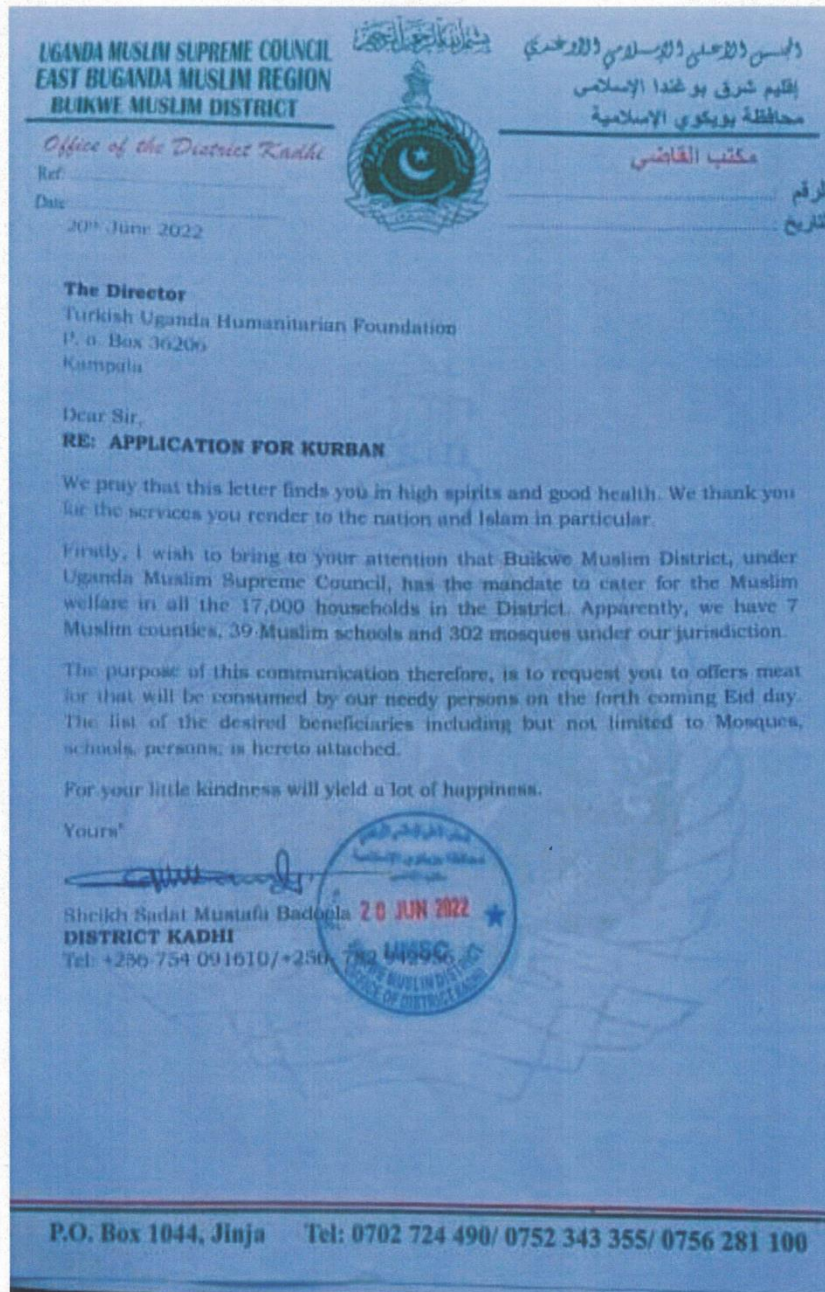 UGANDA MUSLIM SUPREME COUNCIL
EAST BUGANDA MUSLIM REGION
BUIKWE MUSLIM DISTRICT
Office of the District Kadhi
Ref:
Date
20th June 2022
بسم الله الرحمن الرحيم
المجلس الأعلى الإسلامي الأوغندي
إقليم شرق بوغندا الإسلامي
محافظة بويكوي الإسلامية
مكتب القاضي
الرقم
التاريخ
The Director
Turkish Uganda Humanitarian Foundation
P. o. Box 36206
Kampala
Dear Sir,
RE: APPLICATION FOR KURBAN
We pray that this letter finds you in high spirits and good health. We thank you
for the services you render to the nation and Islam in particular.
Firstly, I wish to bring to your attention that Buikwe Muslim District, under
Uganda Muslim Supreme Council, has the mandate to cater for the Muslim
welfare in all the 17,000 households in the District. Apparently, we have 7
Muslim counties, 39 Muslim schools and 302 mosques under our jurisdiction.
The purpose of this communication therefore, is to request you to offers meat
for that will be consumed by our needy persons on the forth coming Eid day.
The list of the desired beneficiaries including but not limited to Mosques,
schools, persons; is hereto attached.
For your little kindness will yield a lot of happiness.
Yours'
Sheikh Sadat Mustafa
20 JUN 2022
DISTRICT KADHI
Tel: +256-754 091610/
UMSC
BUIKWE MUSLIM DISTRICT
OFFICE OF DISTRICT KADHI
P.O. Box 1044, Jinja Tel: 0702 724 490/ 0752 343 355/ 0756 281 100